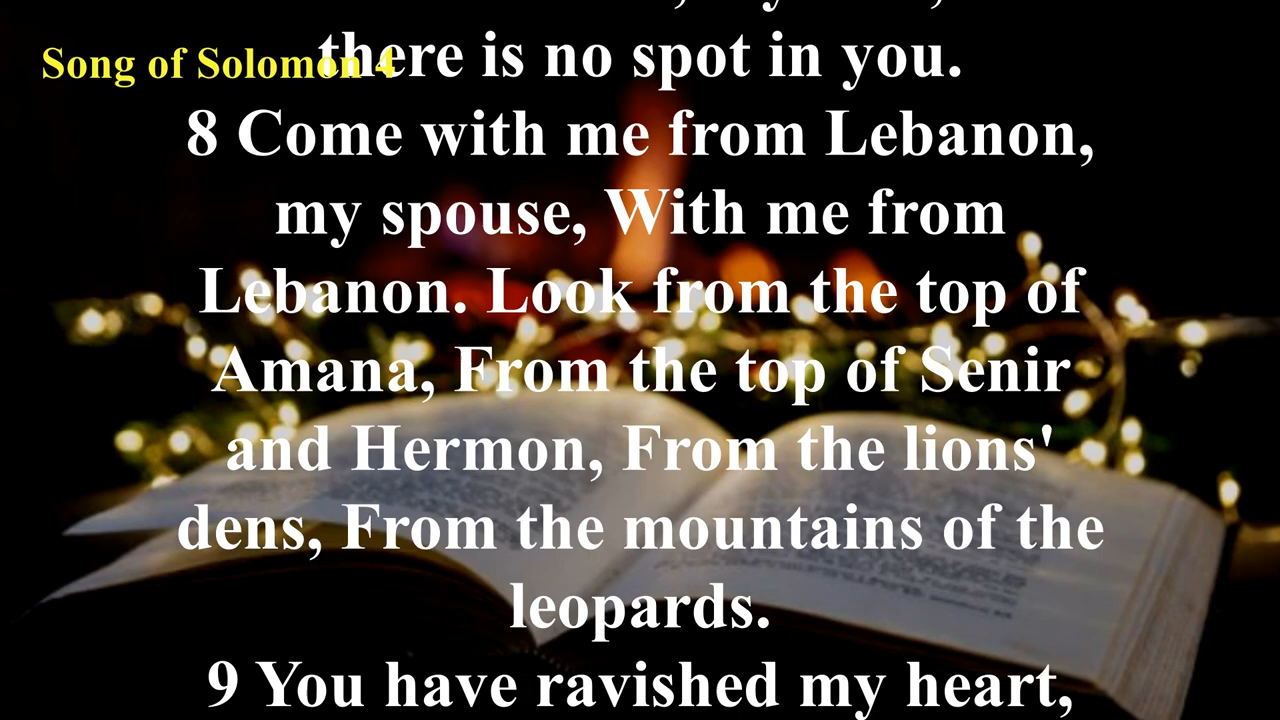 Song of Solomon 4
there is no spot in you.
8 Come with me from Lebanon,
my spouse, With me from
Lebanon. Look from the top of
Amana, From the top of Senir
and Hermon, From the lions'
dens, From the mountains of the
leopards.
9 You have ravished my heart,